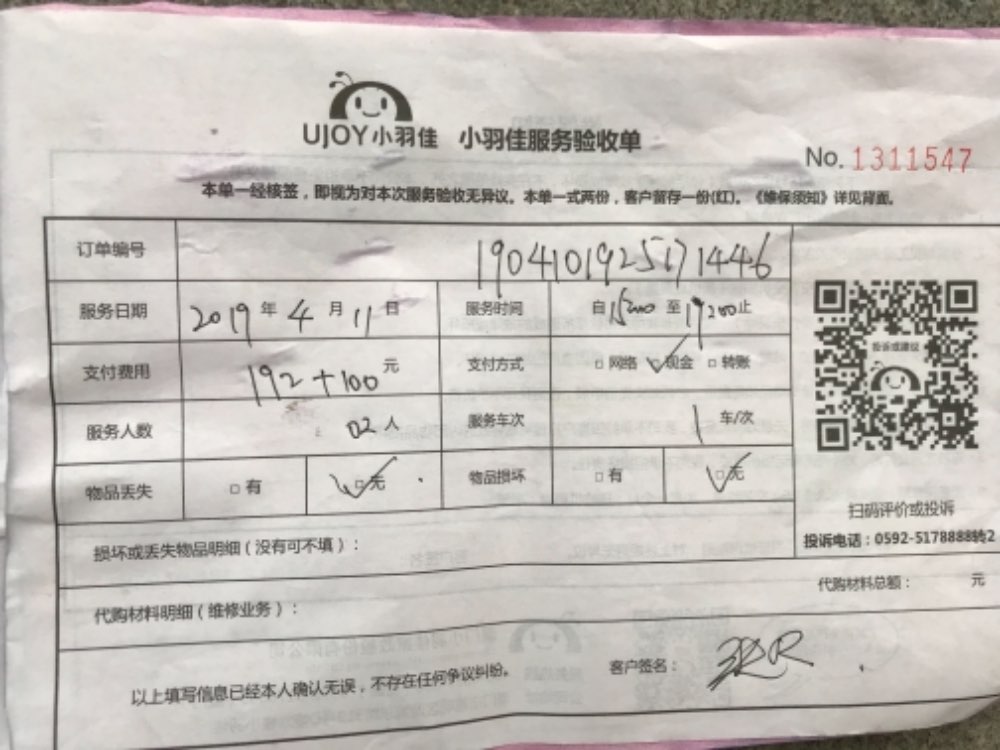 UJOY小羽佳 小羽佳服务验收单
No. 1311547
本单一经核签，即视为对本次服务验收无异议。本单一式两份，客户留存一份(红)。《维保须知》详见背面。
订单编号 1904101925171446
服务日期 2019 年 4 月 11 日 服务时间 自 15:00 至 17:00 止
支付费用 192+100 元 支付方式 □ 网络 ✓现金 □ 转账
服务人数 02 人 服务车次 1 车/次
物品丢失 □ 有 ✓□ 无 物品损坏 □ 有 ✓□ 无
投诉或建议
扫码评价或投诉
投诉电话：0592-5178888转2
损坏或丢失物品明细（没有可不填）：
代购材料明细（维修业务）： 代购材料总额： 元
以上填写信息已经本人确认无误，不存在任何争议纠纷。 客户签名：